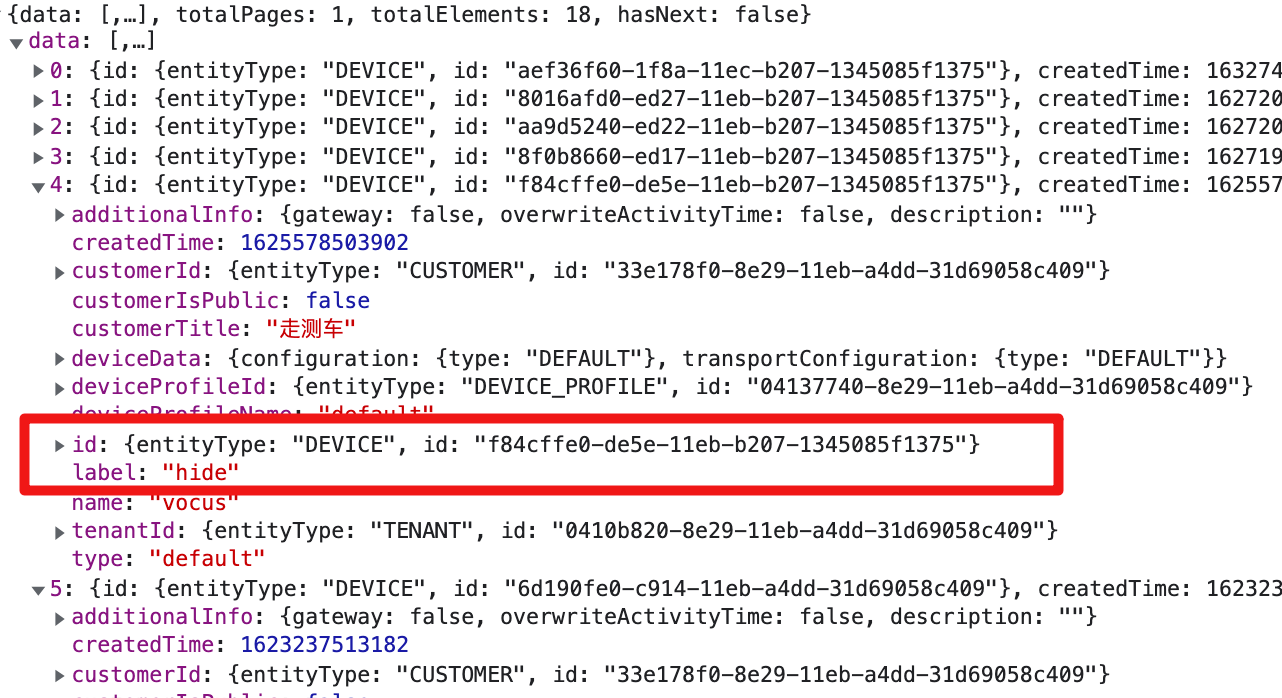 {data: [,…], totalPages: 1, totalElements: 18, hasNext: false}
data: [,…]
0: {id: {entityType: "DEVICE", id: "aef36f60-1f8a-11ec-b207-1345085f1375"}, createdTime: 163274
1: {id: {entityType: "DEVICE", id: "8016afd0-ed27-11eb-b207-1345085f1375"}, createdTime: 162720
2: {id: {entityType: "DEVICE", id: "aa9d5240-ed22-11eb-b207-1345085f1375"}, createdTime: 162720
3: {id: {entityType: "DEVICE", id: "8f0b8660-ed17-11eb-b207-1345085f1375"}, createdTime: 162719
4: {id: {entityType: "DEVICE", id: "f84cffe0-de5e-11eb-b207-1345085f1375"}, createdTime: 162557
additionalInfo: {gateway: false, overwriteActivityTime: false, description: ""}
createdTime: 1625578503902
customerId: {entityType: "CUSTOMER", id: "33e178f0-8e29-11eb-a4dd-31d69058c409"}
customerIsPublic: false
customerTitle: "走测车"
deviceData: {configuration: {type: "DEFAULT"}, transportConfiguration: {type: "DEFAULT"}}
deviceProfileId: {entityType: "DEVICE_PROFILE", id: "04137740-8e29-11eb-a4dd-31d69058c409"}
deviceProfileName: "default"
id: {entityType: "DEVICE", id: "f84cffe0-de5e-11eb-b207-1345085f1375"}
label: "hide"
name: "vocus"
tenantId: {entityType: "TENANT", id: "0410b820-8e29-11eb-a4dd-31d69058c409"}
type: "default"
5: {id: {entityType: "DEVICE", id: "6d190fe0-c914-11eb-a4dd-31d69058c409"}, createdTime: 162323
additionalInfo: {gateway: false, overwriteActivityTime: false, description: ""}
createdTime: 1623237513182
customerId: {entityType: "CUSTOMER", id: "33e178f0-8e29-11eb-a4dd-31d69058c409"}